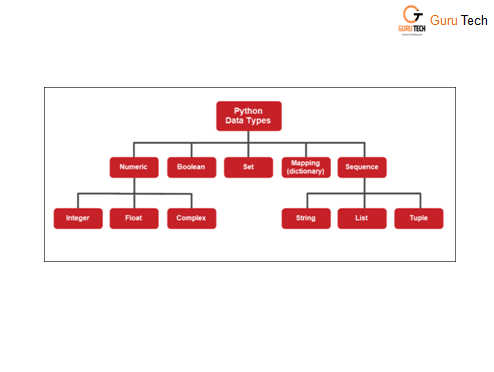 GURU TECH
Guru Tech
Python
Data Types
Numeric
Boolean
Set
Mapping
(dictionary)
Sequence
Integer
Float
Complex
String
List
Tuple